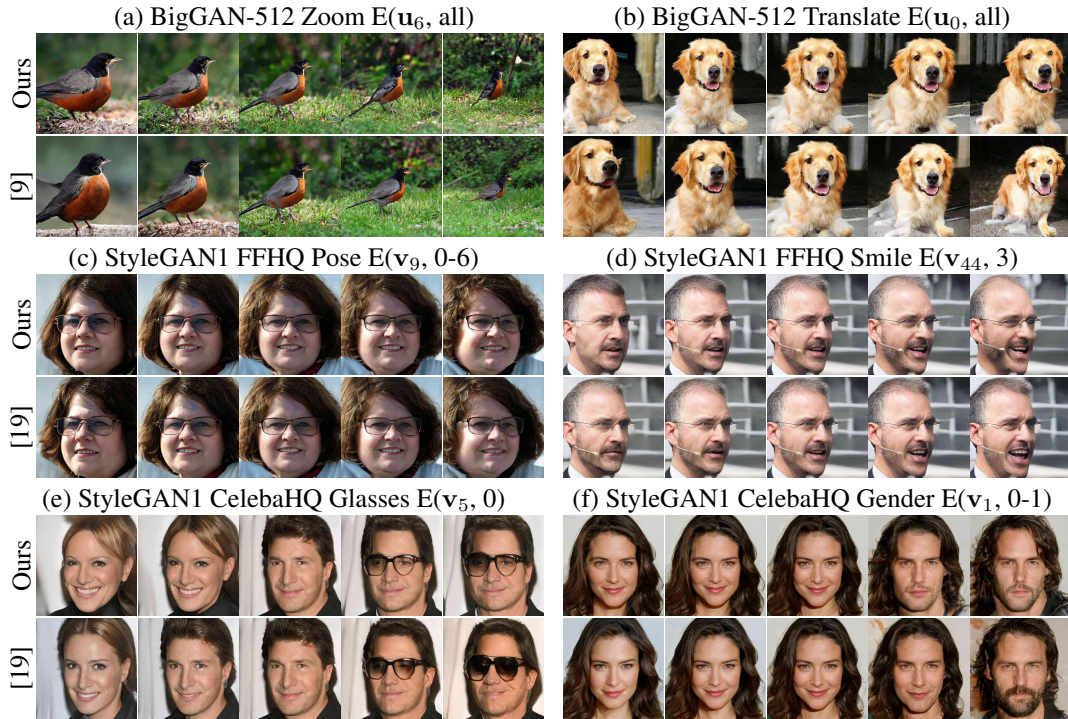 (a) BigGAN-512 Zoom E(u₆, all)
(b) BigGAN-512 Translate E(u₀, all)
Ours
[9]
(c) StyleGAN1 FFHQ Pose E(v₉, 0-6)
(d) StyleGAN1 FFHQ Smile E(v₄₄, 3)
Ours
[19]
(e) StyleGAN1 CelebaHQ Glasses E(v₅, 0)
(f) StyleGAN1 CelebaHQ Gender E(v₁, 0-1)
Ours
[19]